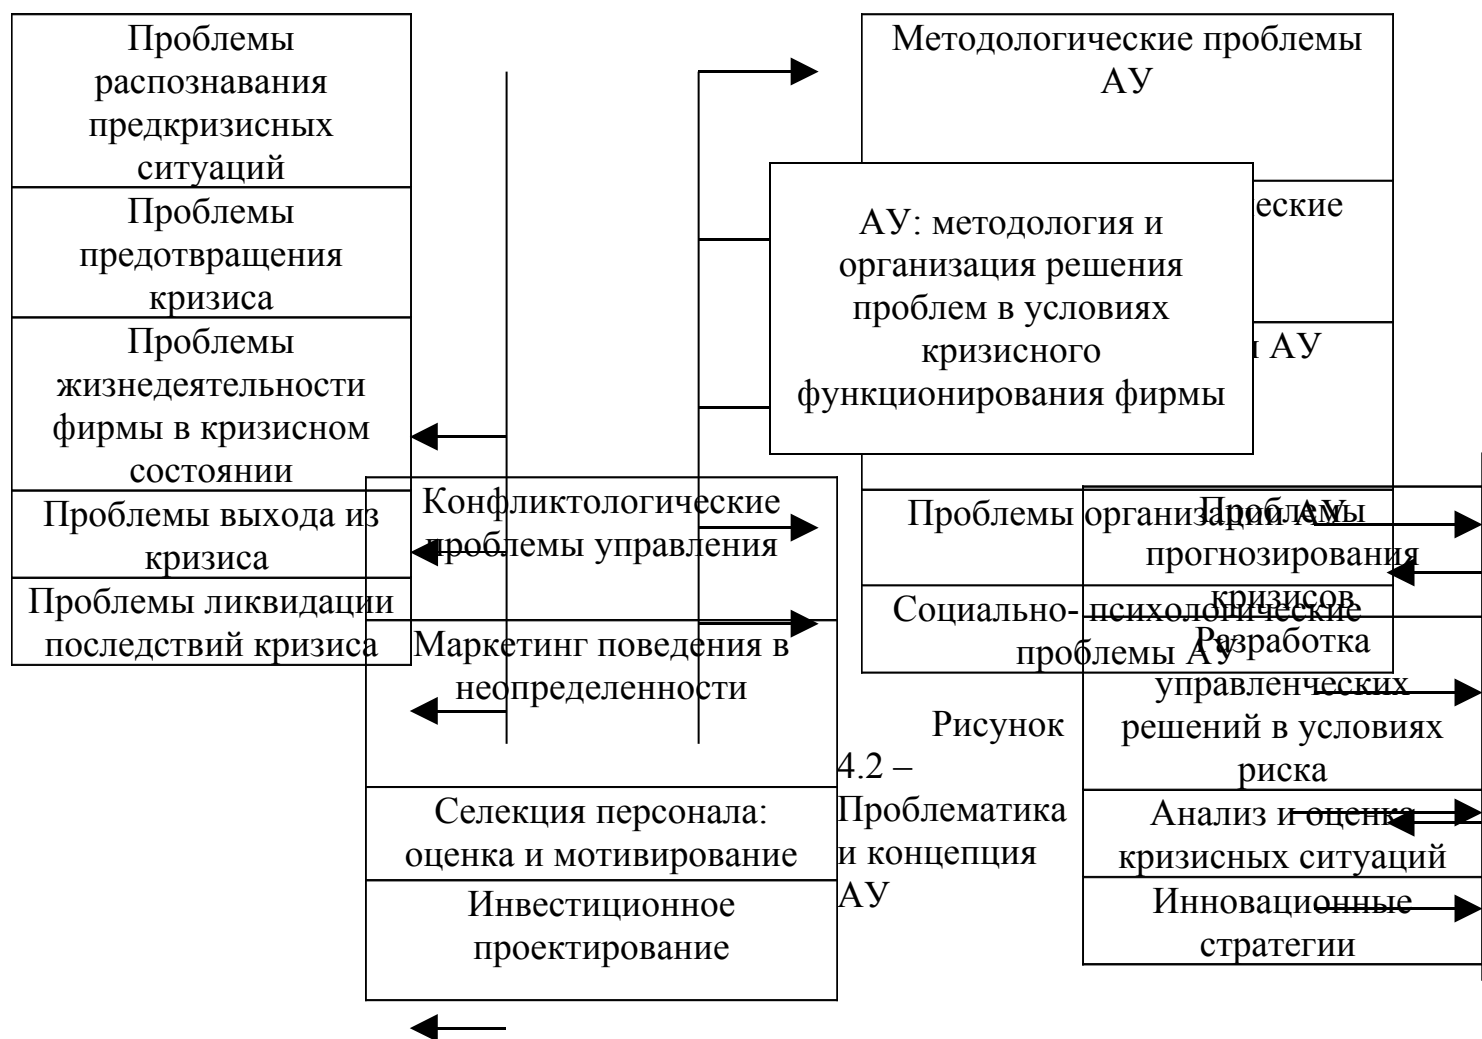 Проблемы
распознавания
предкризисных
ситуаций
Проблемы
предотвращения
кризиса
Проблемы
жизнедеятельности
фирмы в кризисном
состоянии
Проблемы выхода из
кризиса
Проблемы ликвидации
последствий кризиса
Методологические проблемы
АУ
еские
АУ
АУ: методология и
организация решения
проблем в условиях
кризисного
функционирования фирмы
Проблемы организации АУ
Социально- психологические
проблемы АУ
Конфликтологические
проблемы управления
Маркетинг поведения в
неопределенности
Селекция персонала:
оценка и мотивирование
Инвестиционное
проектирование
Рисунок
4.2 –
Проблематика
и концепция
АУ
Проблемы
прогнозирования
кризисов
Разработка
управленческих
решений в условиях
риска
Анализ и оценка
кризисных ситуаций
Инновационные
стратегии